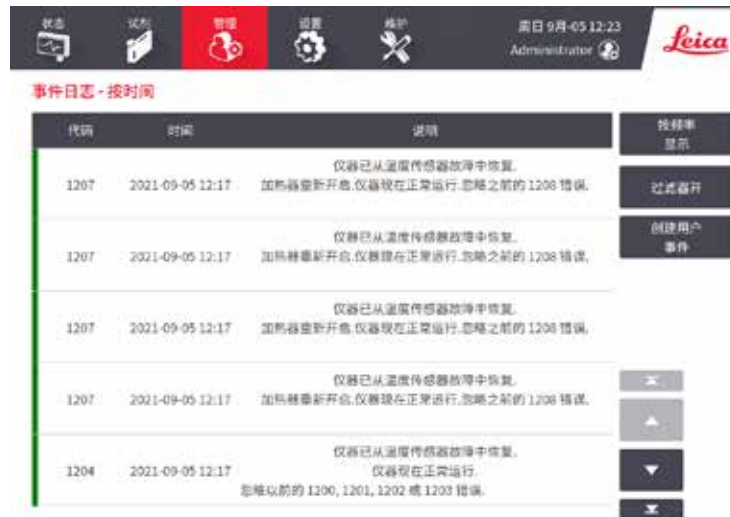 状态
试剂
管理
设置
维护
周日 9月-05 12:23
Administrator
Leica
事件日志 - 按时间
代码 时间 说明
按频率
显示
1207 2021-09-05 12:17 仪器已从温度传感器故障中恢复.
加热器重新开启.仪器现在正常运行.忽略之前的 1208 错误.
过滤器开
创建用户
事件
1207 2021-09-05 12:17 仪器已从温度传感器故障中恢复.
加热器重新开启.仪器现在正常运行.忽略之前的 1208 错误.
1207 2021-09-05 12:17 仪器已从温度传感器故障中恢复.
加热器重新开启.仪器现在正常运行.忽略之前的 1208 错误.
1207 2021-09-05 12:17 仪器已从温度传感器故障中恢复.
加热器重新开启.仪器现在正常运行.忽略之前的 1208 错误.
1204 2021-09-05 12:17 仪器已从温度传感器故障中恢复.
仪器现在正常运行.
忽略以前的 1200, 1201, 1202 或 1203 错误.